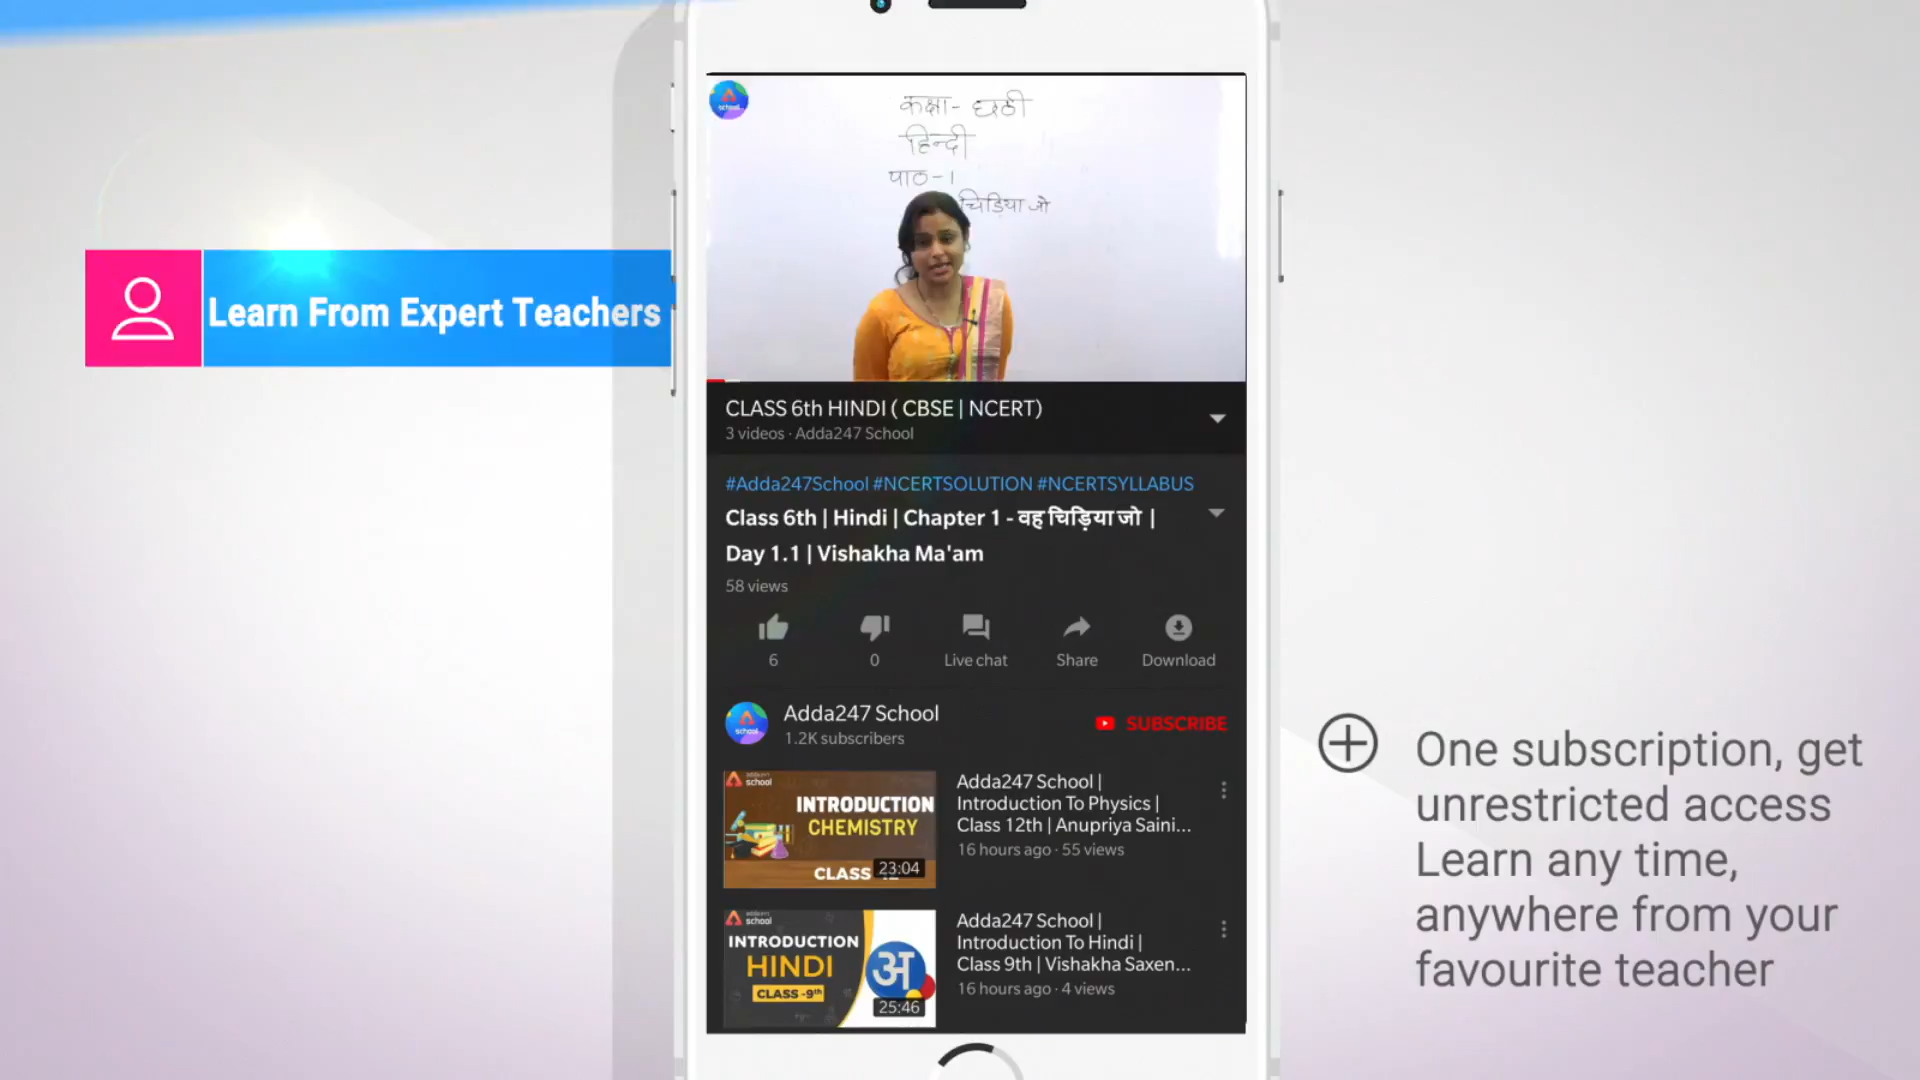 Learn From Expert Teachers
school
कक्षा- छठी
हिन्दी
पाठ-1
चिड़िया जो
CLASS 6th HINDI ( CBSE | NCERT)
3 videos · Adda247 School
#Adda247School #NCERTSOLUTION #NCERTSYLLABUS
Class 6th | Hindi | Chapter 1 - वह चिड़िया जो |
Day 1.1 | Vishakha Ma'am
58 views
6
0
Live chat
Share
Download
school
Adda247 School
1.2K subscribers
SUBSCRIBE
school
INTRODUCTION
CHEMISTRY
CLASS
23:04
Adda247 School |
Introduction To Physics |
Class 12th | Anupriya Saini...
16 hours ago · 55 views
school
INTRODUCTION
HINDI
CLASS -9th
अ
25:46
Adda247 School |
Introduction To Hindi |
Class 9th | Vishakha Saxen...
16 hours ago · 4 views
One subscription, get
unrestricted access
Learn any time,
anywhere from your
favourite teacher